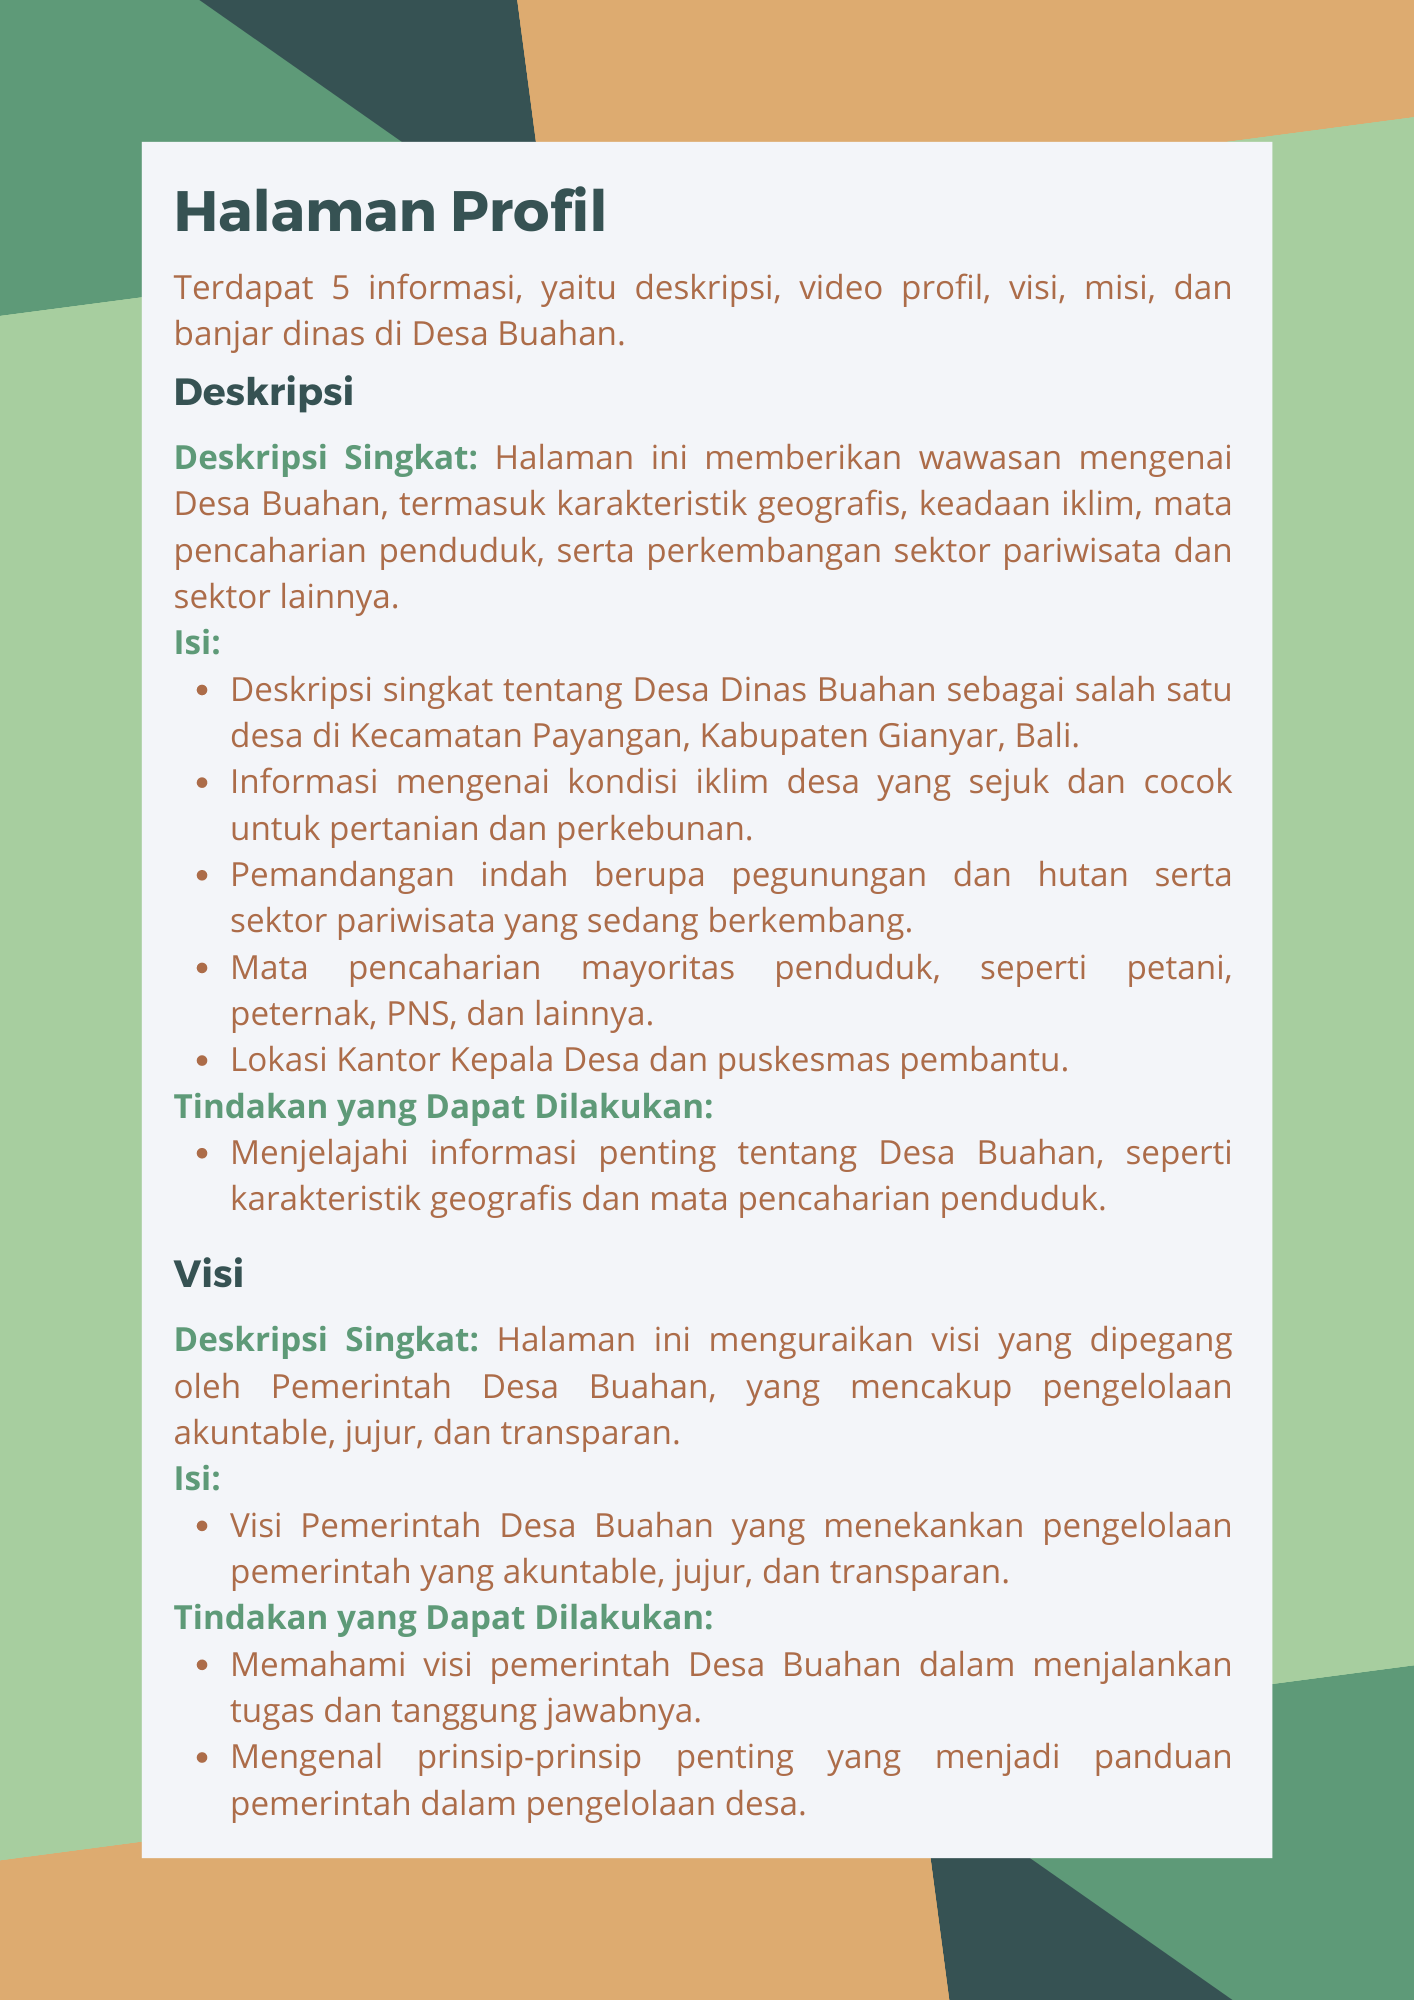 Halaman Profil
Terdapat 5 informasi, yaitu deskripsi, video profil, visi, misi, dan
banjar dinas di Desa Buahan.
Deskripsi
Deskripsi Singkat: Halaman ini memberikan wawasan mengenai
Desa Buahan, termasuk karakteristik geografis, keadaan iklim, mata
pencaharian penduduk, serta perkembangan sektor pariwisata dan
sektor lainnya.
Isi:
• Deskripsi singkat tentang Desa Dinas Buahan sebagai salah satu
desa di Kecamatan Payangan, Kabupaten Gianyar, Bali.
• Informasi mengenai kondisi iklim desa yang sejuk dan cocok
untuk pertanian dan perkebunan.
• Pemandangan indah berupa pegunungan dan hutan serta
sektor pariwisata yang sedang berkembang.
• Mata pencaharian mayoritas penduduk, seperti petani,
peternak, PNS, dan lainnya.
• Lokasi Kantor Kepala Desa dan puskesmas pembantu.
Tindakan yang Dapat Dilakukan:
• Menjelajahi informasi penting tentang Desa Buahan, seperti
karakteristik geografis dan mata pencaharian penduduk.
Visi
Deskripsi Singkat: Halaman ini menguraikan visi yang dipegang
oleh Pemerintah Desa Buahan, yang mencakup pengelolaan
akuntable, jujur, dan transparan.
Isi:
• Visi Pemerintah Desa Buahan yang menekankan pengelolaan
pemerintah yang akuntable, jujur, dan transparan.
Tindakan yang Dapat Dilakukan:
• Memahami visi pemerintah Desa Buahan dalam menjalankan
tugas dan tanggung jawabnya.
• Mengenal prinsip-prinsip penting yang menjadi panduan
pemerintah dalam pengelolaan desa.